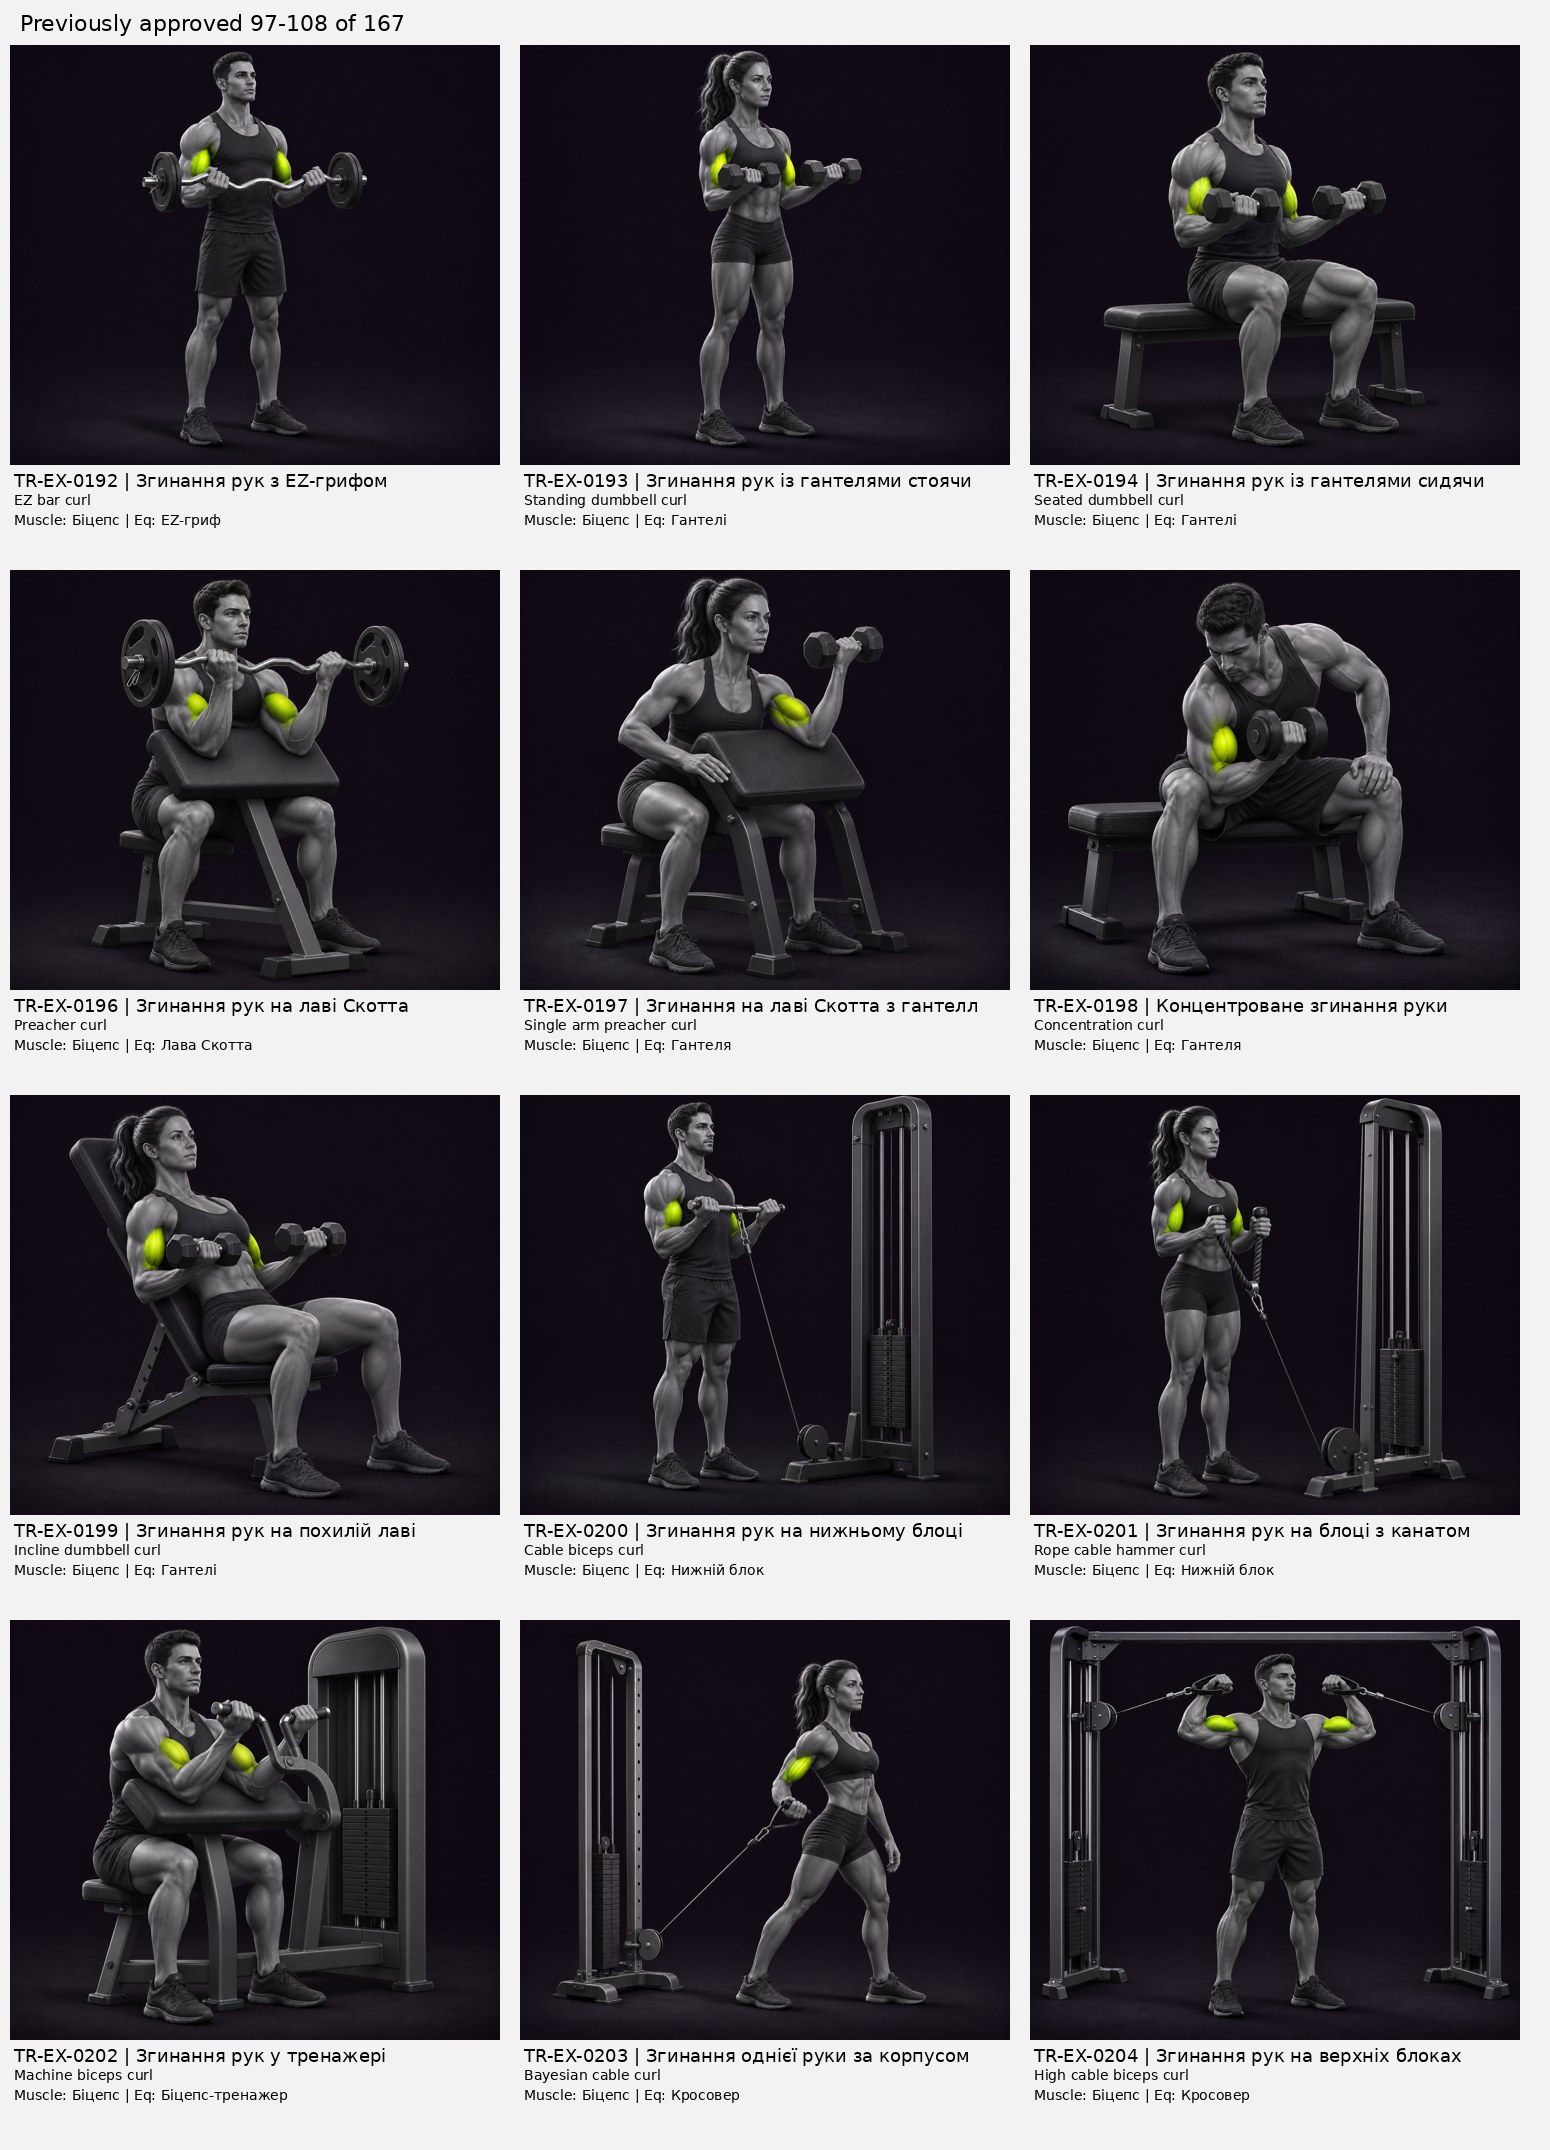 Previously approved 97-108 of 167
TR-EX-0192 | Згинання рук з EZ-грифом
EZ bar curl
Muscle: Біцепс | Eq: EZ-гриф
TR-EX-0193 | Згинання рук із гантелями стоячи
Standing dumbbell curl
Muscle: Біцепс | Eq: Гантелі
TR-EX-0194 | Згинання рук із гантелями сидячи
Seated dumbbell curl
Muscle: Біцепс | Eq: Гантелі
TR-EX-0196 | Згинання рук на лаві Скотта
Preacher curl
Muscle: Біцепс | Eq: Лава Скотта
TR-EX-0197 | Згинання на лаві Скотта з гантелл
Single arm preacher curl
Muscle: Біцепс | Eq: Гантеля
TR-EX-0198 | Концентроване згинання руки
Concentration curl
Muscle: Біцепс | Eq: Гантеля
TR-EX-0199 | Згинання рук на похилій лаві
Incline dumbbell curl
Muscle: Біцепс | Eq: Гантелі
TR-EX-0200 | Згинання рук на нижньому блоці
Cable biceps curl
Muscle: Біцепс | Eq: Нижній блок
TR-EX-0201 | Згинання рук на блоці з канатом
Rope cable hammer curl
Muscle: Біцепс | Eq: Нижній блок
TR-EX-0202 | Згинання рук у тренажері
Machine biceps curl
Muscle: Біцепс | Eq: Біцепс-тренажер
TR-EX-0203 | Згинання однієї руки за корпусом
Bayesian cable curl
Muscle: Біцепс | Eq: Кросовер
TR-EX-0204 | Згинання рук на верхніх блоках
High cable biceps curl
Muscle: Біцепс | Eq: Кросовер